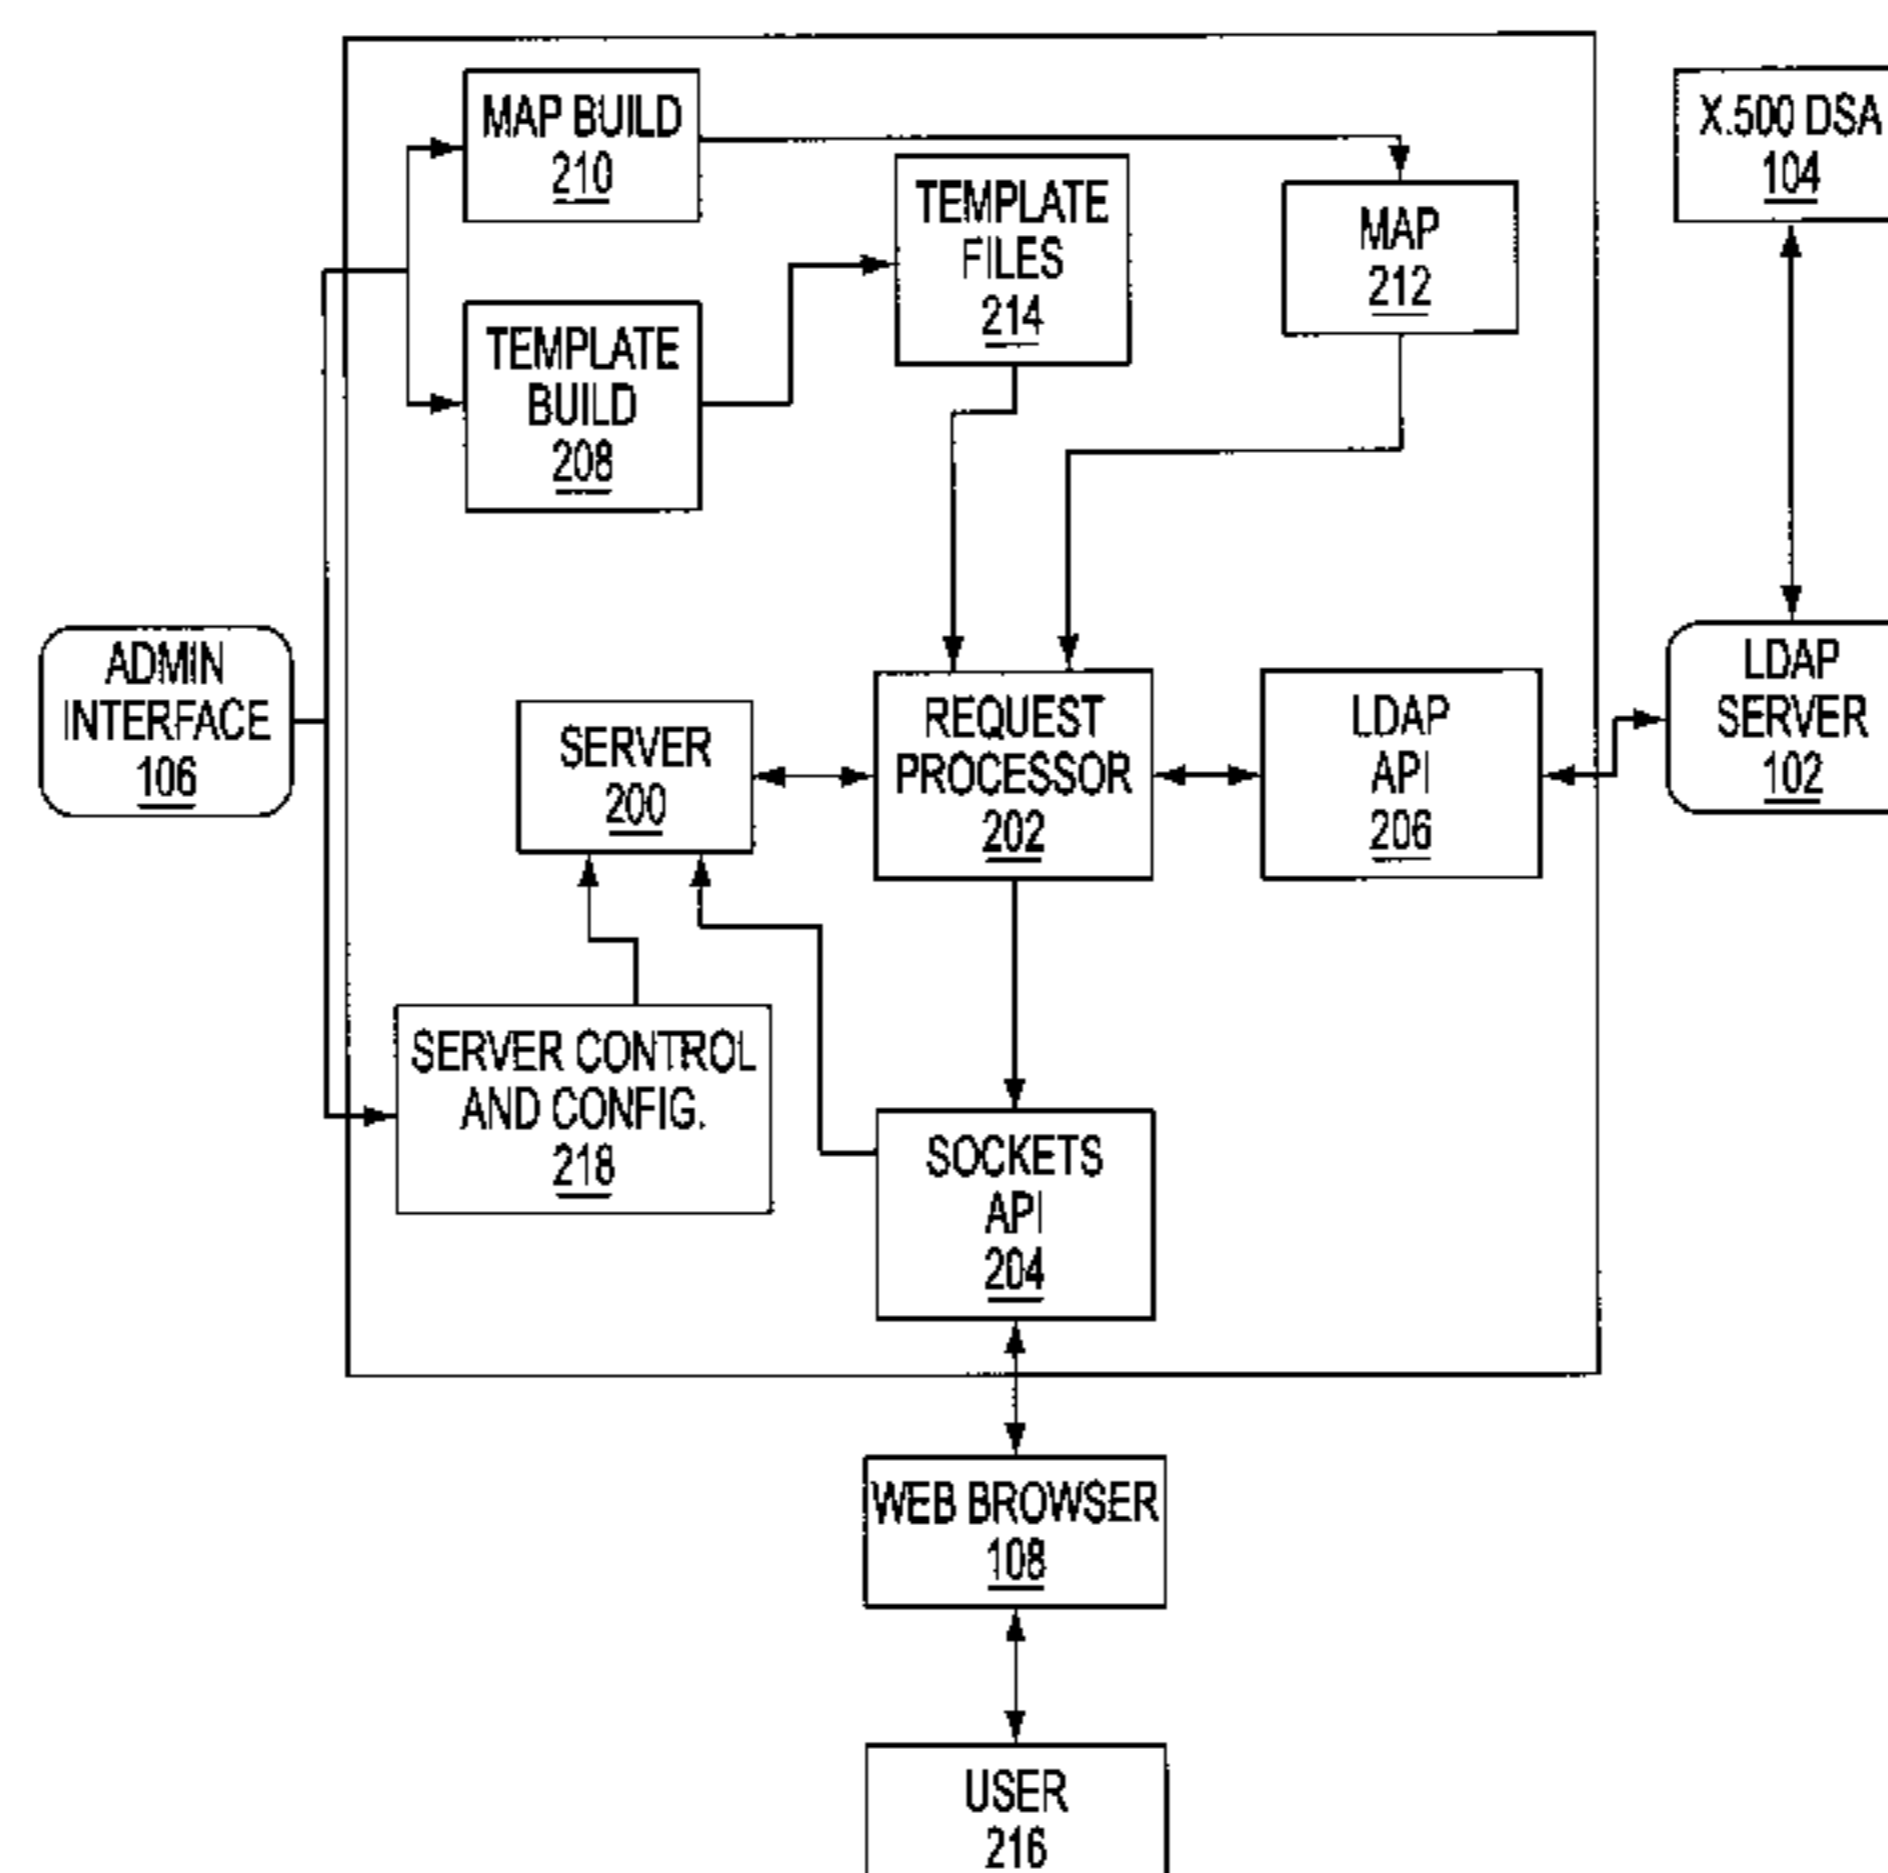 MAP BUILD
210
TEMPLATE
FILES
214
MAP
212
X.500 DSA
104
TEMPLATE
BUILD
208
ADMIN
INTERFACE
106
SERVER
200
REQUEST
PROCESSOR
202
LDAP
API
206
LDAP
SERVER
102
SERVER CONTROL
AND CONFIG.
218
SOCKETS
API
204
WEB BROWSER
108
USER
216